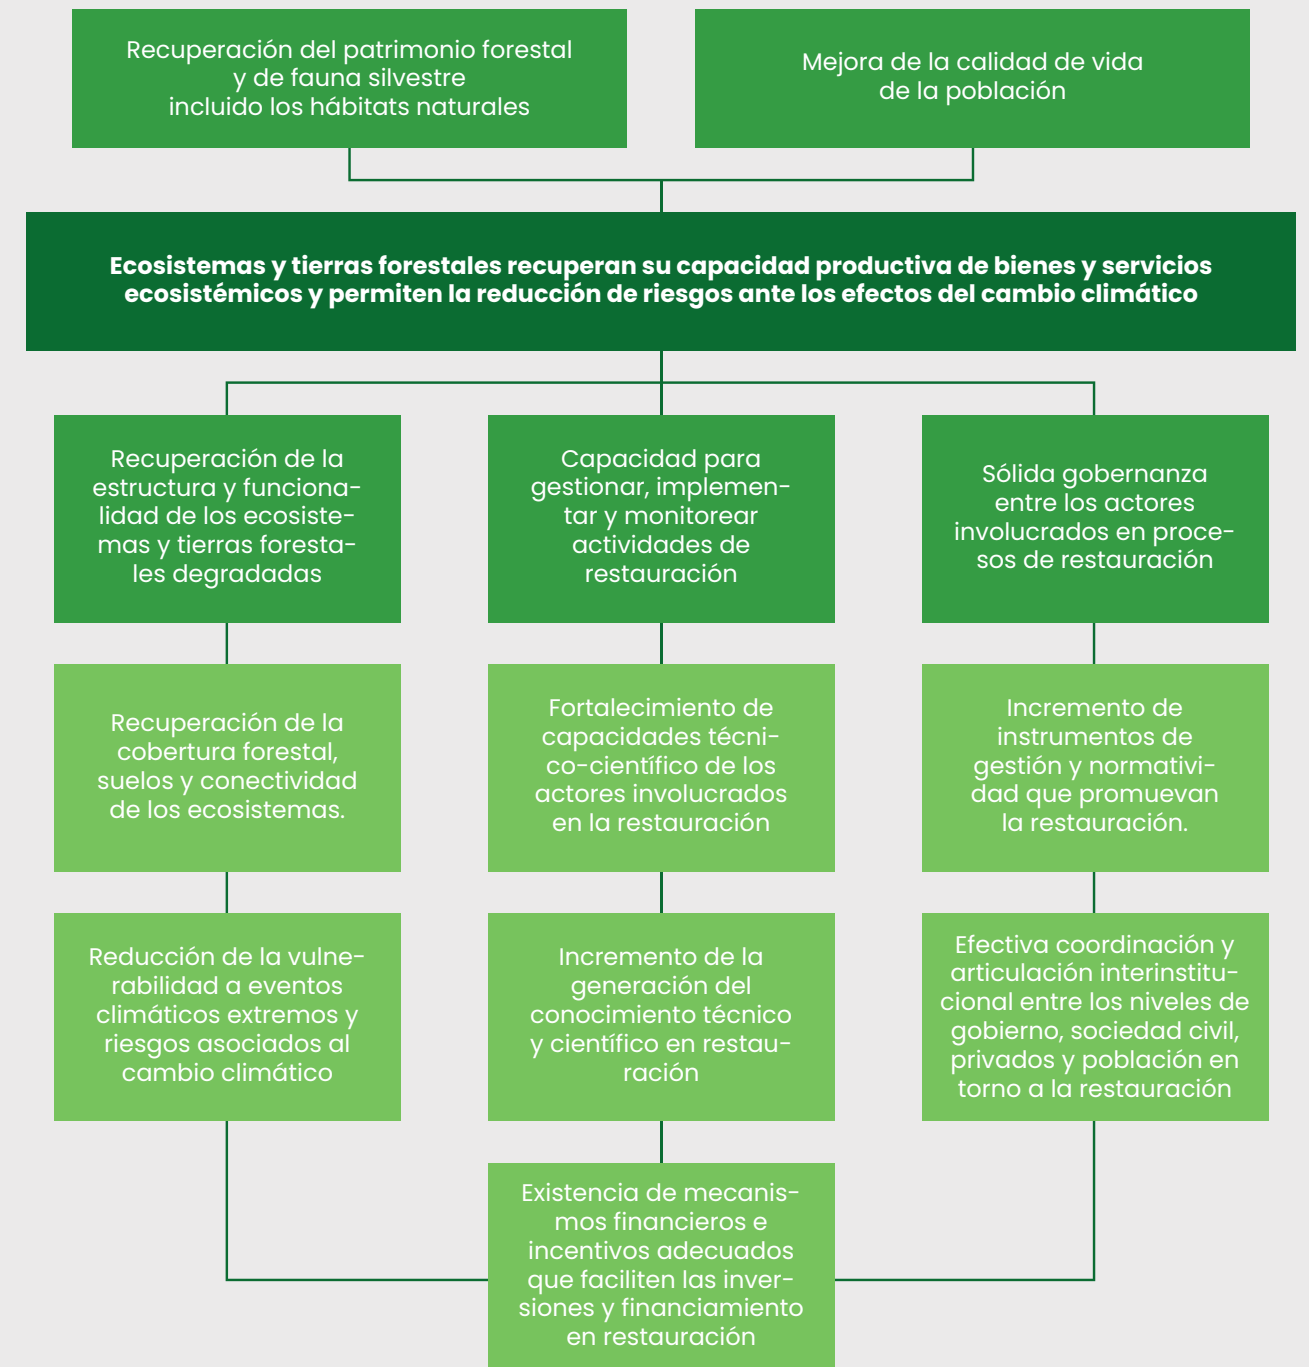 Recuperación del patrimonio forestal
y de fauna silvestre
incluido los hábitats naturales
Mejora de la calidad de vida
de la población
Ecosistemas y tierras forestales recuperan su capacidad productiva de bienes y servicios
ecosistémicos y permiten la reducción de riesgos ante los efectos del cambio climático
Recuperación de la
estructura y funciona-
lidad de los ecosiste-
mas y tierras foresta-
les degradadas
Capacidad para
gestionar, implemen-
tar y monitorear
actividades de
restauración
Sólida gobernanza
entre los actores
involucrados en proce-
sos de restauración
Recuperación de la
cobertura forestal,
suelos y conectividad
de los ecosistemas.
Fortalecimiento de
capacidades técni-
co-científico de los
actores involucrados
en la restauración
Incremento de
instrumentos de
gestión y normativi-
dad que promuevan
la restauración.
Reducción de la vulne-
rabilidad a eventos
climáticos extremos y
riesgos asociados al
cambio climático
Incremento de la
generación del
conocimiento técnico
y científico en restau-
ración
Efectiva coordinación y
articulación interinstitu-
cional entre los niveles de
gobierno, sociedad civil,
privados y población en
torno a la restauración
Existencia de mecanis-
mos financieros e
incentivos adecuados
que faciliten las inver-
siones y financiamiento
en restauración